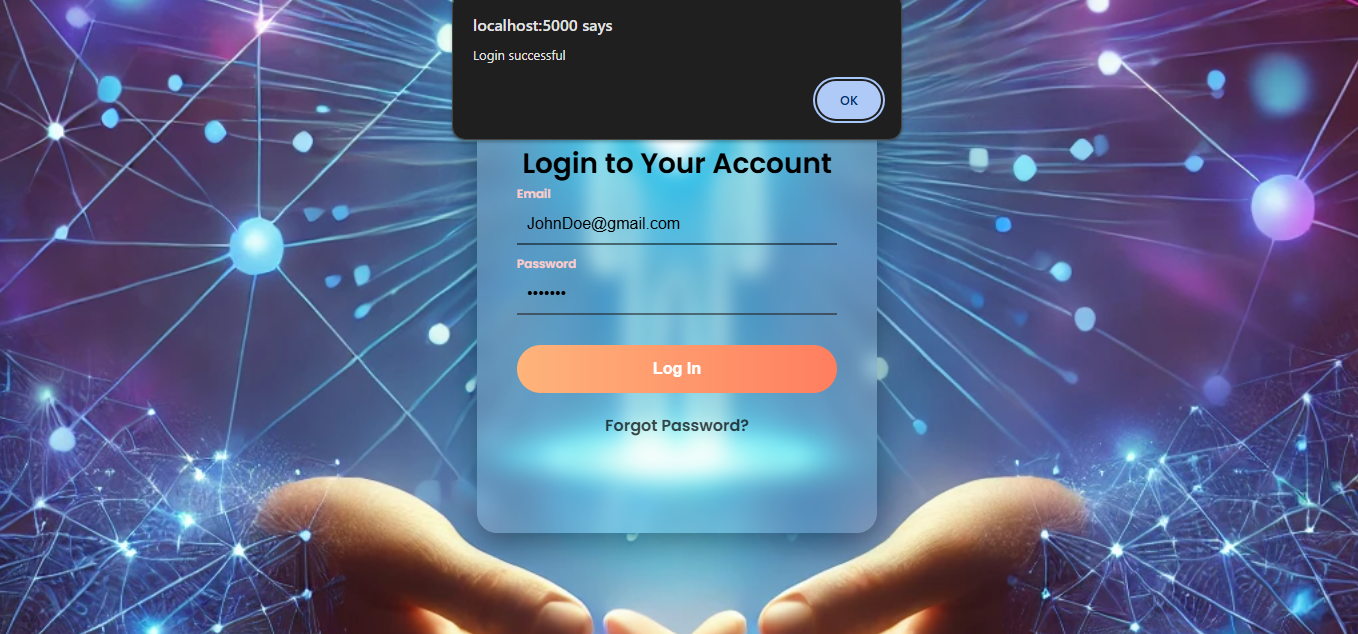 localhost:5000 says
Login successful
OK
Login to Your Account
Email
JohnDoe@gmail.com
Password
•••••••
Log In
Forgot Password?